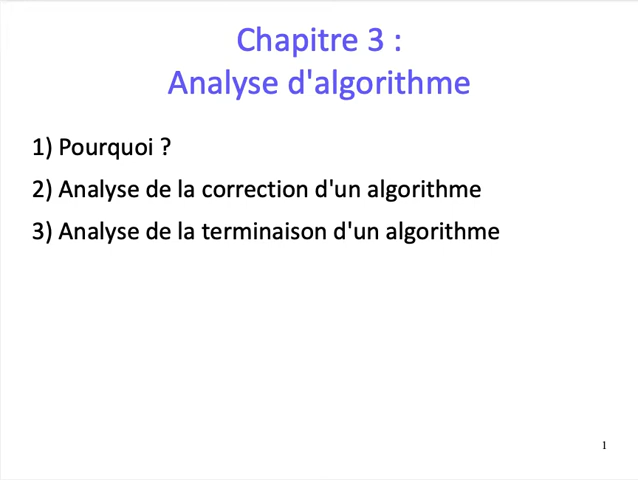 Chapitre 3 :
Analyse d'algorithme
1) Pourquoi ?
2) Analyse de la correction d'un algorithme
3) Analyse de la terminaison d'un algorithme
1